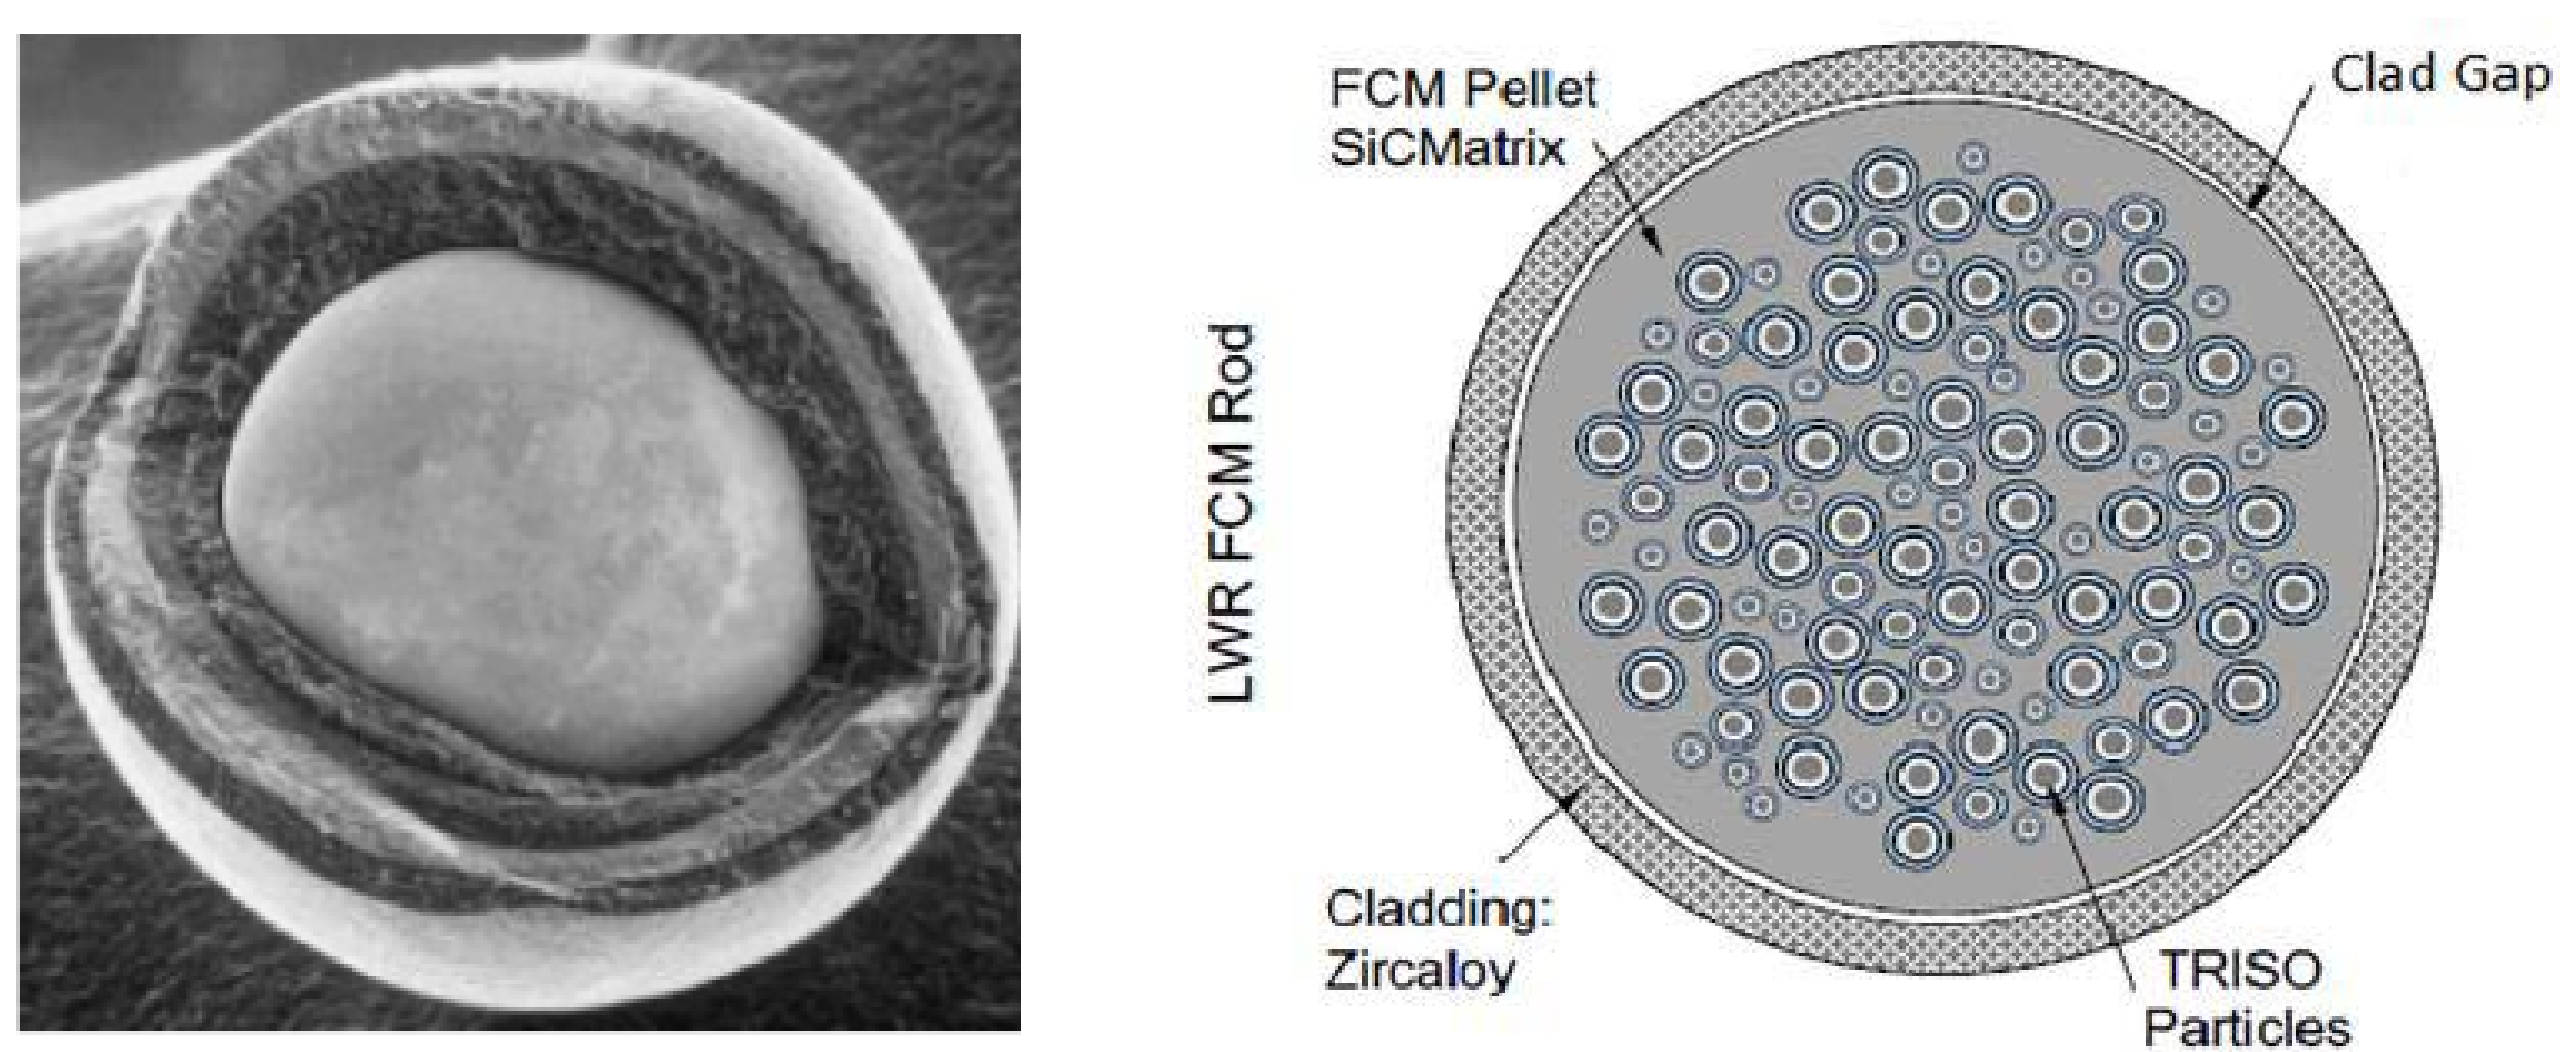 FCM Pellet
SiCMatrix
Clad Gap
LWR FCM Rod
Cladding:
Zircaloy
TRISO
Particles